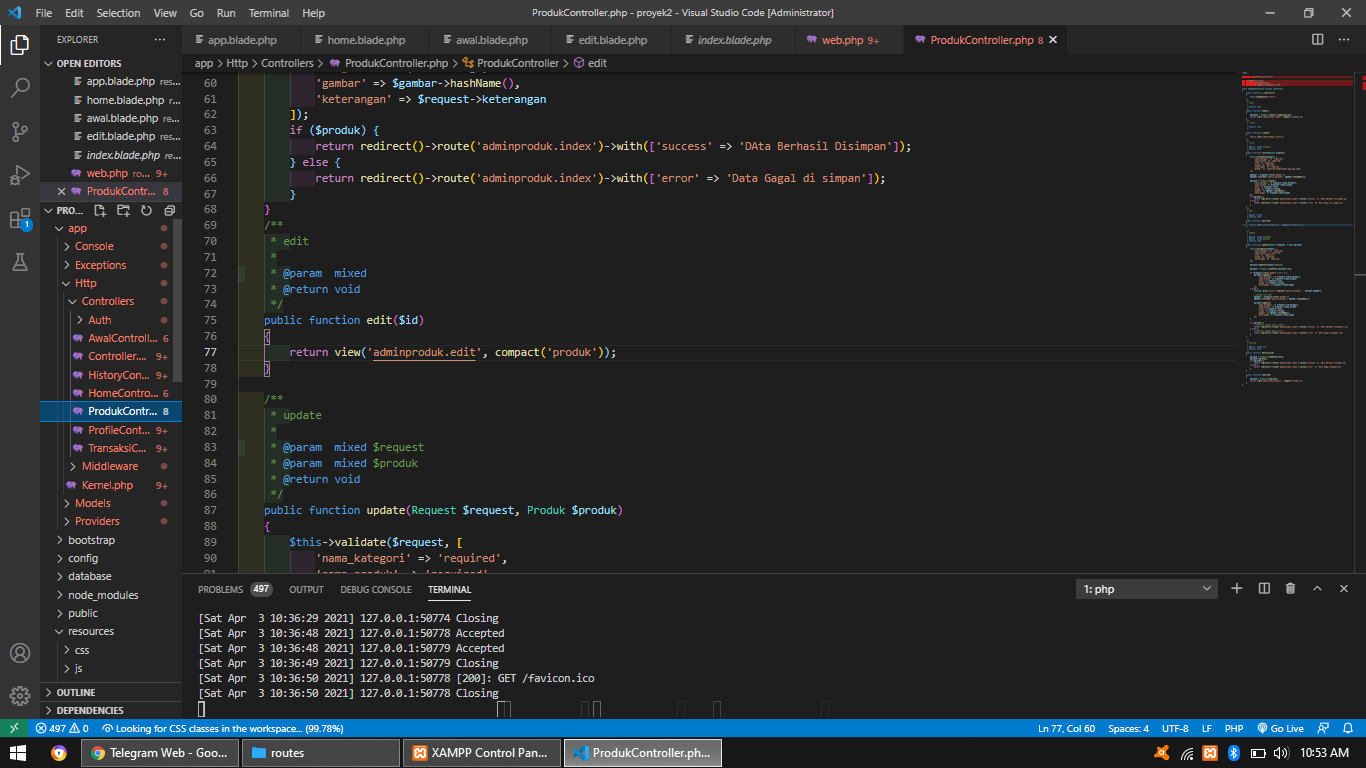 File Edit Selection View Go Run Terminal Help
ProdukController.php - proyek2 - Visual Studio Code [Administrator]
EXPLORER
app.blade.php
home.blade.php
awal.blade.php
edit.blade.php
index.blade.php
web.php 9+
ProdukController.php 8
app > Http > Controllers > ProdukController.php > ProdukController > edit
OPEN EDITORS
app.blade.php res...
home.blade.php r...
awal.blade.php res...
edit.blade.php res...
index.blade.php re...
web.php ro... 9+
ProdukContr... 8
PRO...
app
Console
Exceptions
Http
Controllers
Auth
AwalControll... 6
Controller.... 9+
HistoryCon... 9+
HomeContro... 6
ProdukContr... 8
ProfileCont... 9+
TransaksiC... 9+
Middleware
Kernel.php 9+
Models
Providers
bootstrap
config
database
node_modules
public
resources
css
js
OUTLINE
DEPENDENCIES
1
60 'gambar' => $gambar->hashName(),
61 'keterangan' => $request->keterangan
62 ]);
63 if ($produk) {
64 return redirect()->route('adminproduk.index')->with(['success' => 'DAta Berhasil Disimpan']);
65 } else {
66 return redirect()->route('adminproduk.index')->with(['error' => 'Data Gagal di simpan']);
67 }
68 }
69 /**
70 * edit
71 *
72 * @param mixed
73 * @return void
74 */
75 public function edit($id)
76 {
77 return view('adminproduk.edit', compact('produk'));
78 }
79
80 /**
81 * update
82 *
83 * @param mixed $request
84 * @param mixed $produk
85 * @return void
86 */
87 public function update(Request $request, Produk $produk)
88 {
89 $this->validate($request, [
90 'nama_kategori' => 'required',
PROBLEMS 497 OUTPUT DEBUG CONSOLE TERMINAL
1: php
[Sat Apr 3 10:36:29 2021] 127.0.0.1:50774 Closing
[Sat Apr 3 10:36:48 2021] 127.0.0.1:50778 Accepted
[Sat Apr 3 10:36:48 2021] 127.0.0.1:50779 Accepted
[Sat Apr 3 10:36:49 2021] 127.0.0.1:50779 Closing
[Sat Apr 3 10:36:50 2021] 127.0.0.1:50778 [200]: GET /favicon.ico
[Sat Apr 3 10:36:50 2021] 127.0.0.1:50778 Closing
497 0 Looking for CSS classes in the workspace... (99.78%)
Ln 77, Col 60 Spaces: 4 UTF-8 LF PHP Go Live
Telegram Web - Goo...
routes
XAMPP Control Pan...
ProdukController.ph...
10:53 AM